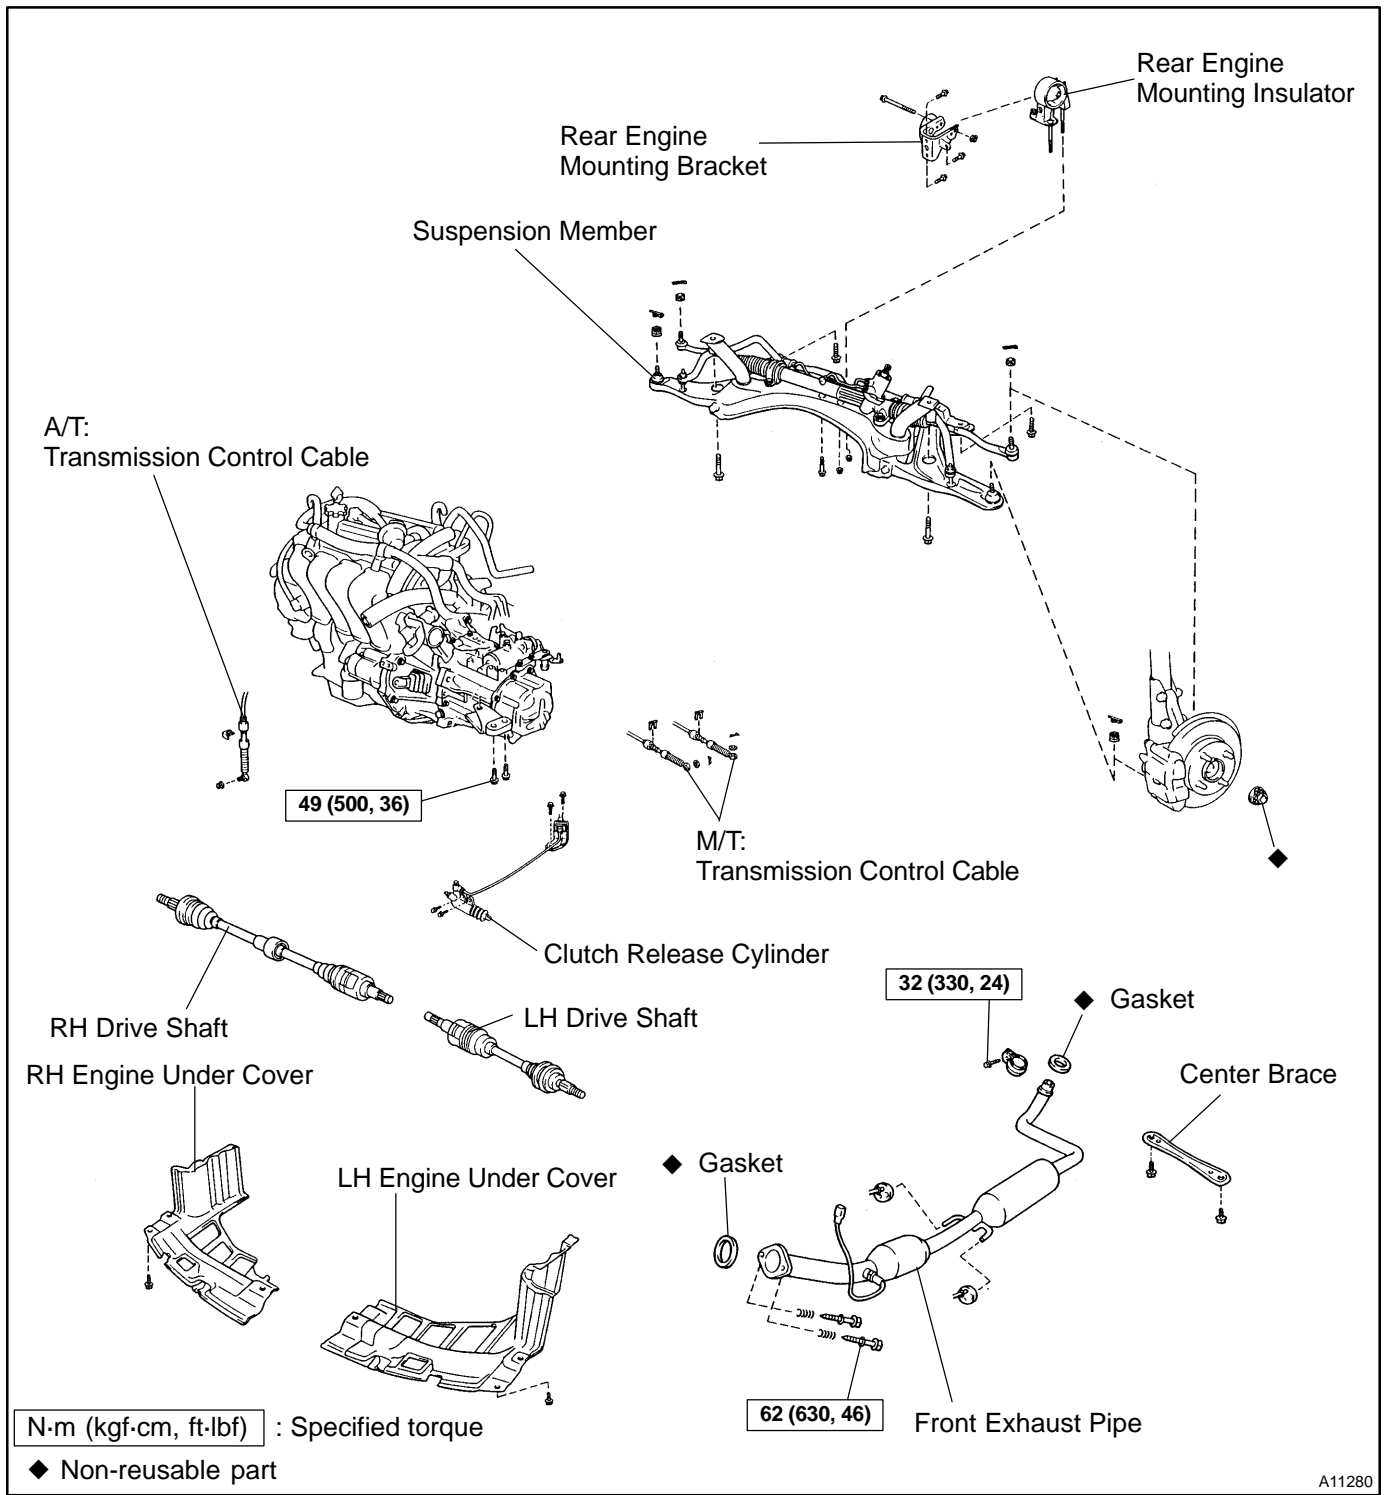 Rear Engine
Mounting Insulator
Rear Engine
Mounting Bracket
Suspension Member
A/T:
Transmission Control Cable
49 (500, 36)
M/T:
Transmission Control Cable
Clutch Release Cylinder
32 (330, 24)
◆ Gasket
RH Drive Shaft
LH Drive Shaft
RH Engine Under Cover
Center Brace
◆ Gasket
LH Engine Under Cover
62 (630, 46)
Front Exhaust Pipe
N·m (kgf·cm, ft·lbf) : Specified torque
◆ Non-reusable part
A11280